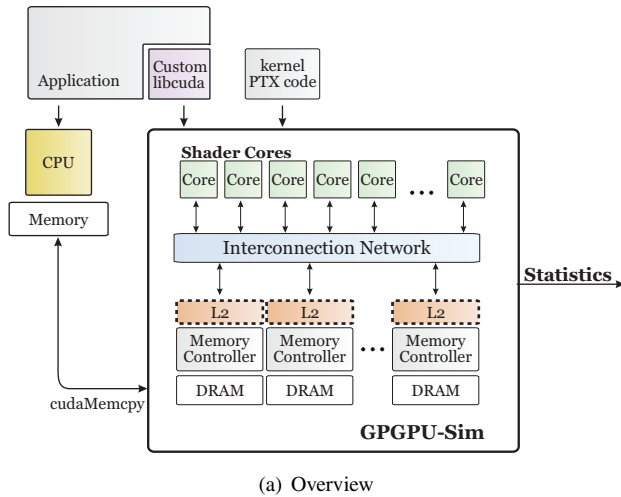 Application
Custom
libcuda
kernel
PTX code
CPU
Memory
Shader Cores
Core Core Core Core Core ... Core
Interconnection Network
Statistics
L2 L2 L2
Memory Controller Memory Controller ... Memory Controller
DRAM DRAM DRAM
cudaMemcpy
GPGPU-Sim
(a) Overview